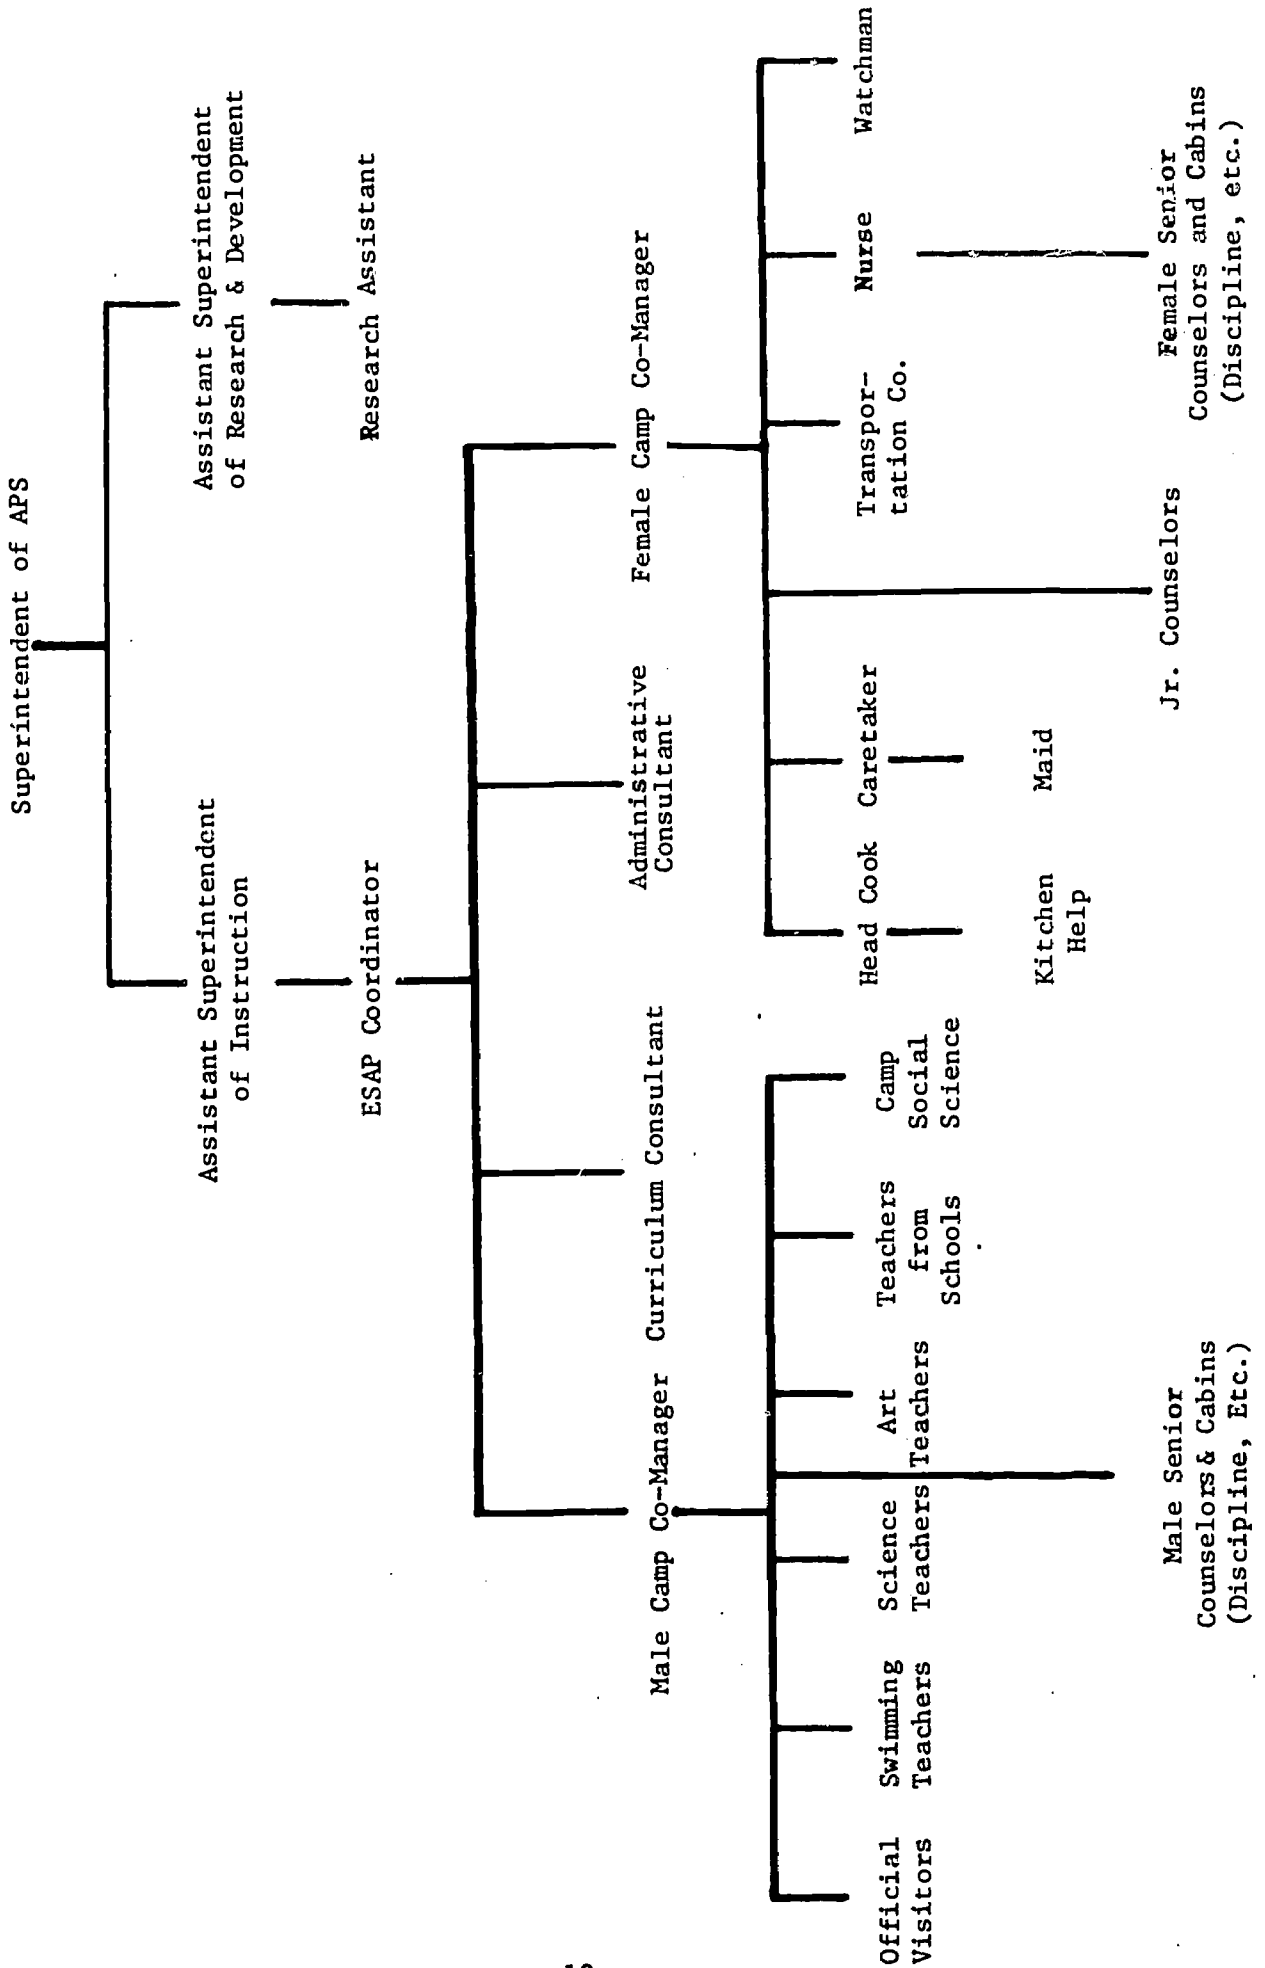 Superintendent of APS
Assistant Superintendent
of Instruction
Assistant Superintendent
of Research & Development
ESAP Coordinator
Research Assistant
Male Camp Co-Manager
Curriculum Consultant
Administrative
Consultant
Female Camp Co-Manager
Official
Visitors
Swimming
Teachers
Science
Teachers
Art
Teachers
Teachers
from
Schools
Camp
Social
Science
Head Cook
Caretaker
Transpor-
tation Co.
Nurse
Watchman
Kitchen
Help
Maid
Male Senior
Counselors & Cabins
(Discipline, Etc.)
Jr. Counselors
Female Senior
Counselors and Cabins
(Discipline, etc.)